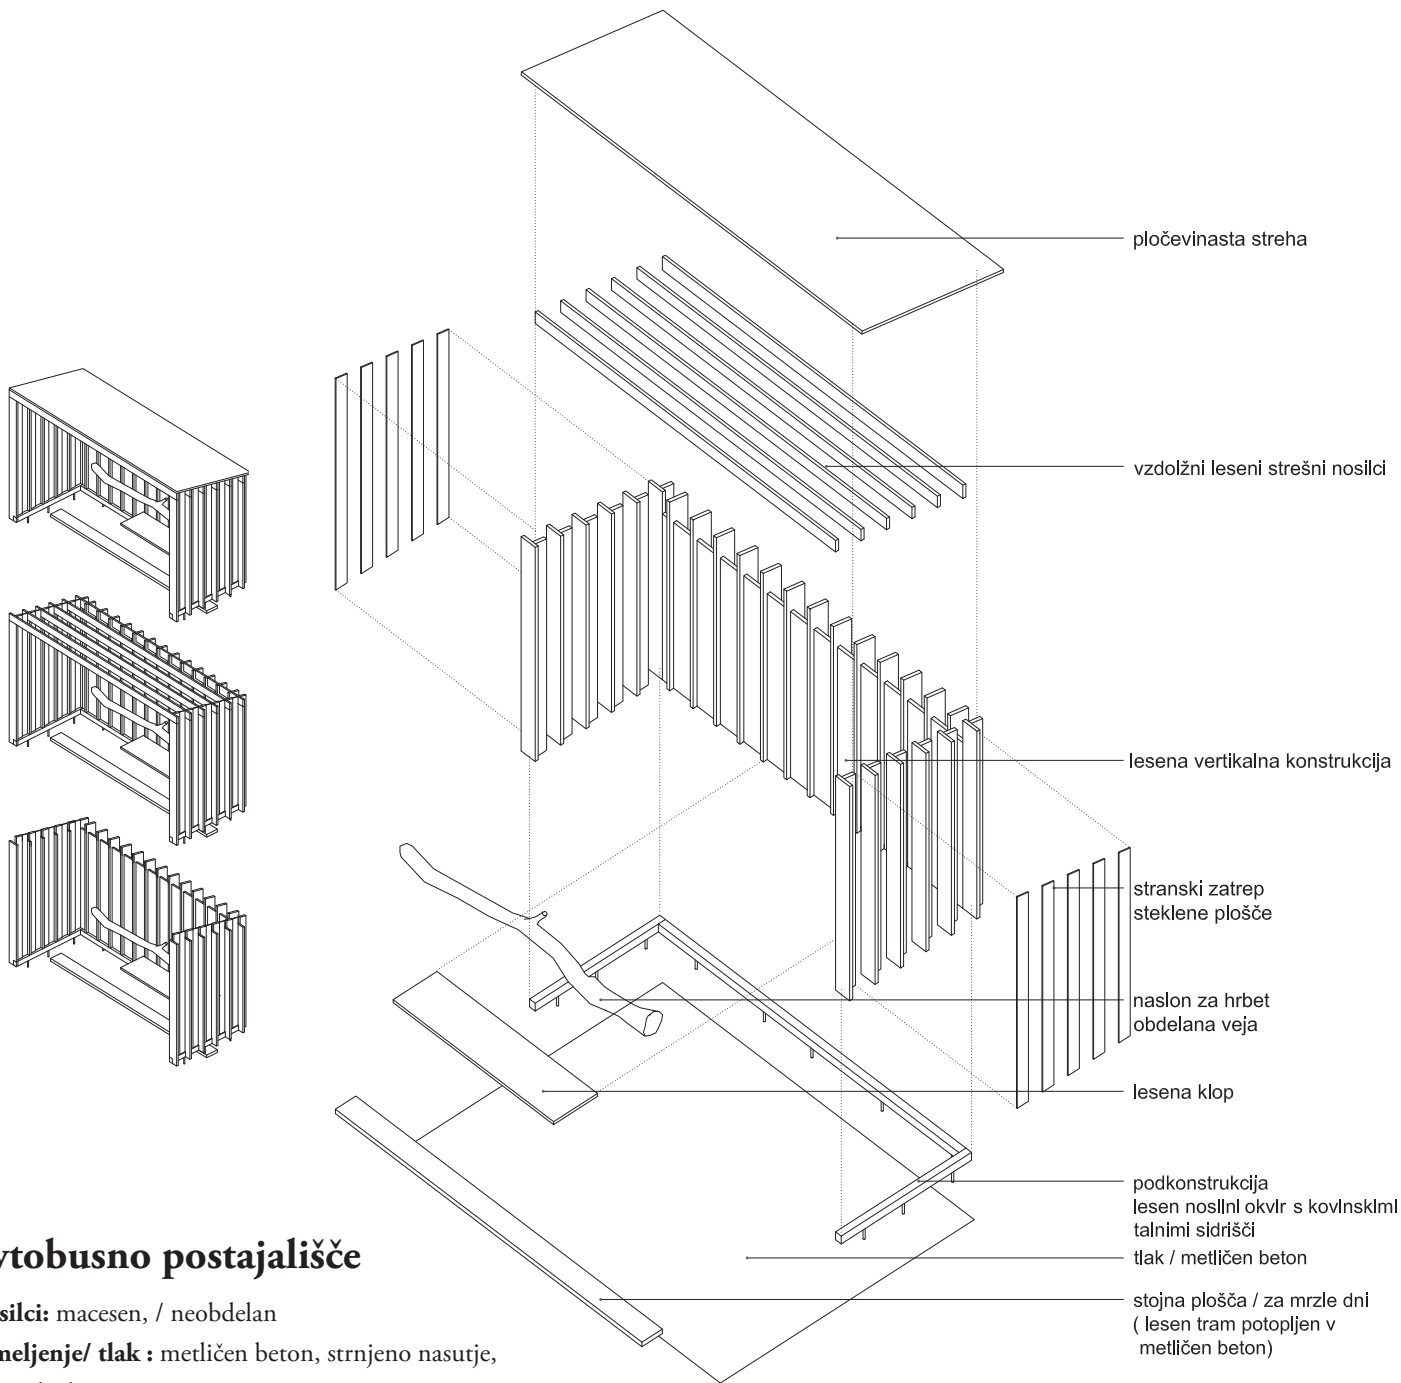 pločevinasta streha
vzdolžni leseni strešni nosilci
lesena vertikalna konstrukcija
stranski zatrep
steklene plošče
naslon za hrbet
obdelana veja
lesena klop
podkonstrukcija
lesen nosilni okvir s kovinskimi
talnimi sidrišči
tlak / metličen beton
stojna plošča / za mrzle dni
( lesen tram potopljen v
metličen beton)
vtobusno postajališče
silci: macesen, / neobdelan
meljenje/ tlak : metličen beton, strnjeno nasutje,